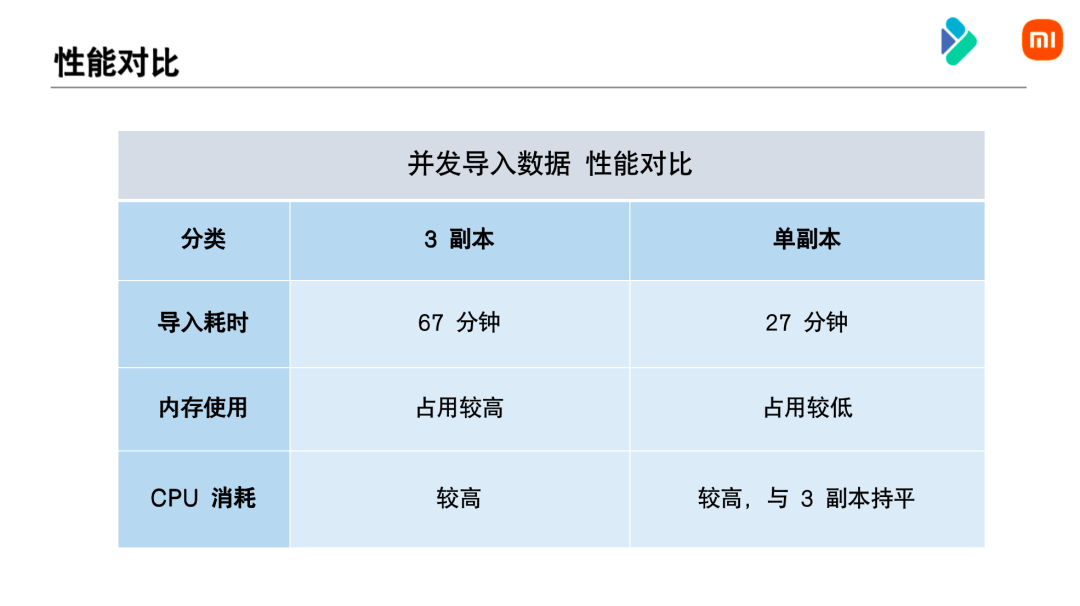 性能对比
mi
并发导入数据 性能对比
分类 3 副本 单副本
导入耗时 67 分钟 27 分钟
内存使用 占用较高 占用较低
CPU 消耗 较高 较高，与 3 副本持平